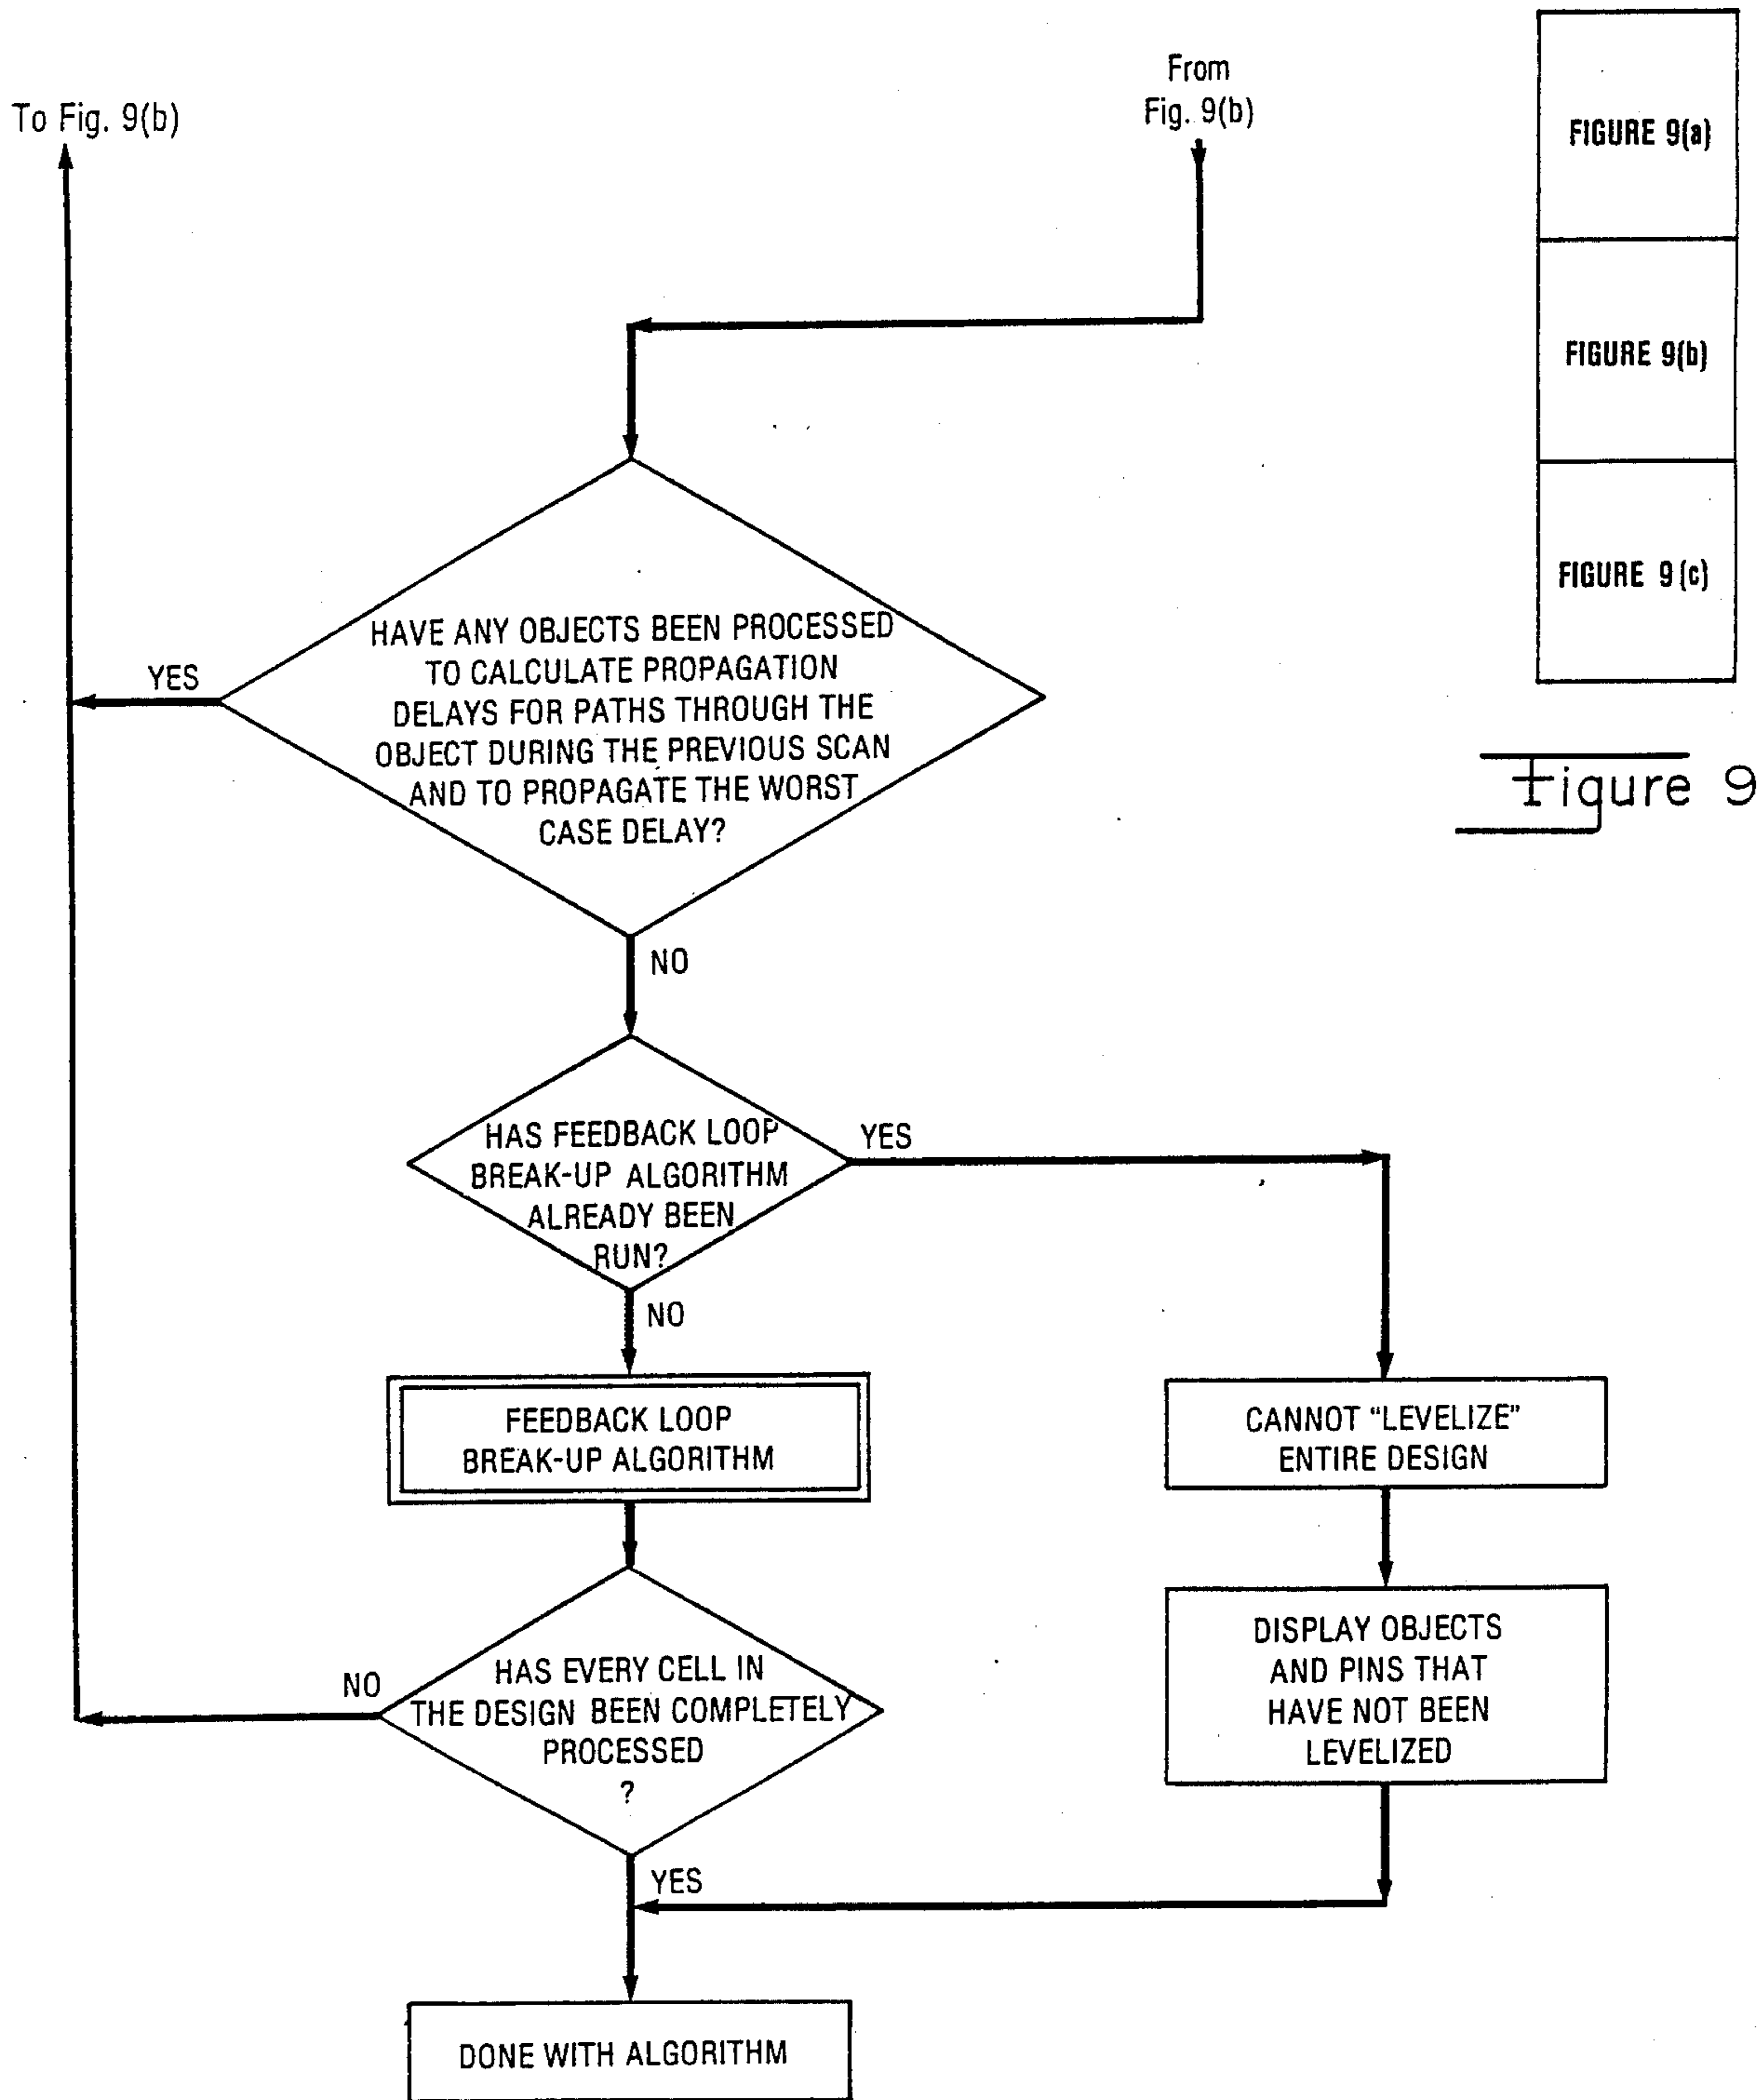 To Fig. 9(b)
From
Fig. 9(b)
FIGURE 9(a)
FIGURE 9(b)
FIGURE 9(c)
Figure 9
HAVE ANY OBJECTS BEEN PROCESSED
TO CALCULATE PROPAGATION
DELAYS FOR PATHS THROUGH THE
OBJECT DURING THE PREVIOUS SCAN
AND TO PROPAGATE THE WORST
CASE DELAY?
YES
NO
HAS FEEDBACK LOOP
BREAK-UP ALGORITHM
ALREADY BEEN
RUN?
YES
NO
FEEDBACK LOOP
BREAK-UP ALGORITHM
CANNOT "LEVELIZE"
ENTIRE DESIGN
HAS EVERY CELL IN
THE DESIGN BEEN COMPLETELY
PROCESSED
?
NO
YES
DISPLAY OBJECTS
AND PINS THAT
HAVE NOT BEEN
LEVELIZED
DONE WITH ALGORITHM